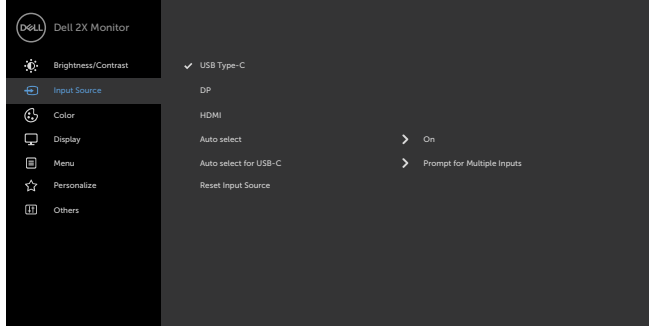 DELL Dell 2X Monitor
Brightness/Contrast
USB Type-C
Input Source
DP
Color
HDMI
Display
Auto select
On
Menu
Auto select for USB-C
Prompt for Multiple Inputs
Personalize
Reset Input Source
Others